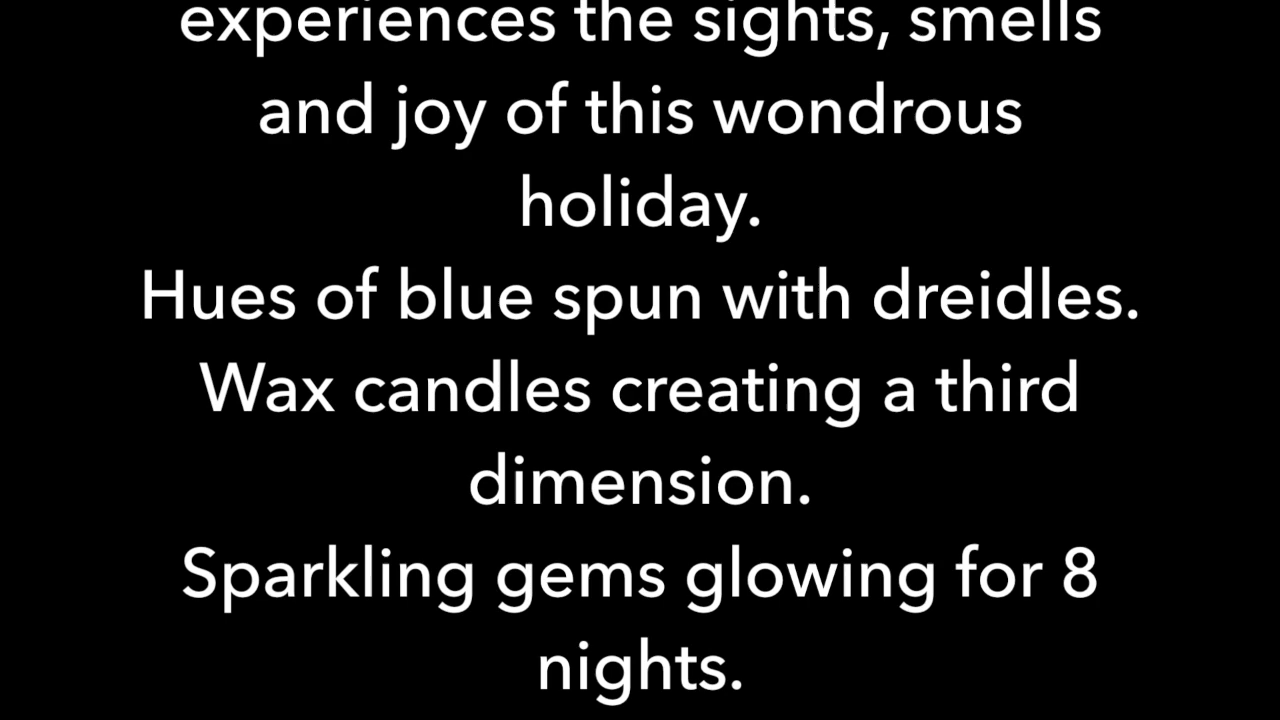 experiences the sights, smells
and joy of this wondrous
holiday.
Hues of blue spun with dreidles.
Wax candles creating a third
dimension.
Sparkling gems glowing for 8
nights.